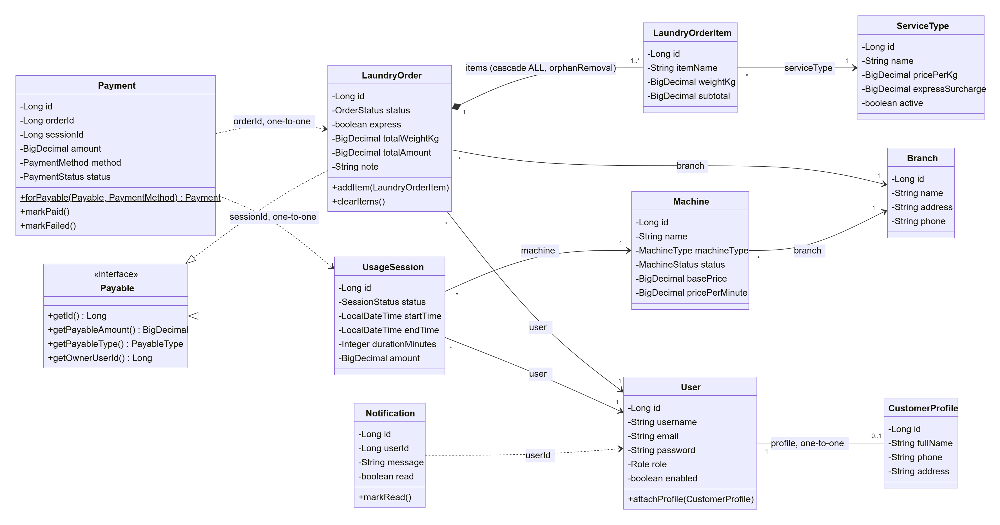 Payment
-Long id
-Long orderId
-Long sessionId
-BigDecimal amount
-PaymentMethod method
-PaymentStatus status
+forPayable(Payable, PaymentMethod) : Payment
+markPaid()
+markFailed()
orderId, one-to-one
sessionId, one-to-one
«interface»
Payable
+getId() : Long
+getPayableAmount() : BigDecimal
+getPayableType() : PayableType
+getOwnerUserId() : Long
LaundryOrder
-Long id
-OrderStatus status
-boolean express
-BigDecimal totalWeightKg
-BigDecimal totalAmount
-String note
+addItem(LaundryOrderItem)
+clearItems()
1
items (cascade ALL, orphanRemoval)
1..*
*
branch
1
*
user
1
UsageSession
-Long id
-SessionStatus status
-LocalDateTime startTime
-LocalDateTime endTime
-Integer durationMinutes
-BigDecimal amount
*
machine
1
*
user
1
Notification
-Long id
-Long userId
-String message
-boolean read
+markRead()
userId
LaundryOrderItem
-Long id
-String itemName
-BigDecimal weightKg
-BigDecimal subtotal
*
serviceType
1
ServiceType
-Long id
-String name
-BigDecimal pricePerKg
-BigDecimal expressSurcharge
-boolean active
Machine
-Long id
-String name
-MachineType machineType
-MachineStatus status
-BigDecimal basePrice
-BigDecimal pricePerMinute
*
branch
1
Branch
-Long id
-String name
-String address
-String phone
User
-Long id
-String username
-String email
-String password
-Role role
-boolean enabled
+attachProfile(CustomerProfile)
1
profile, one-to-one
0..1
CustomerProfile
-Long id
-String fullName
-String phone
-String address